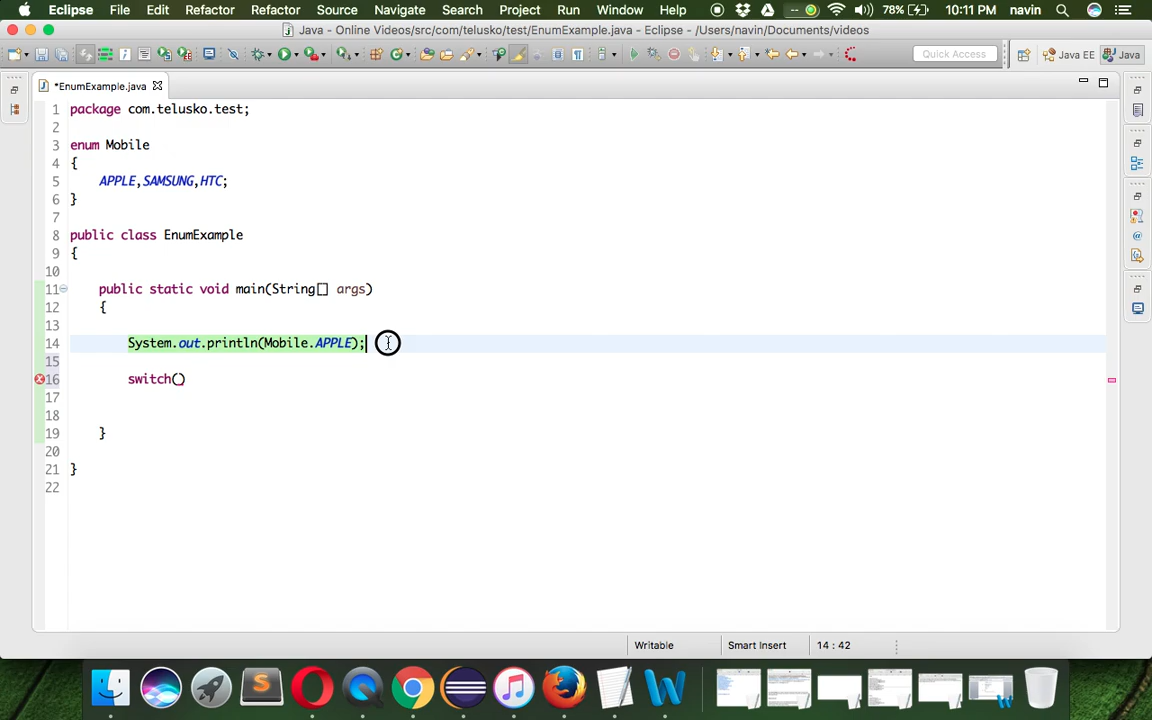 Eclipse File Edit Refactor Refactor Source Navigate Search Project Run Window Help 78% 10:11 PM navin
Java - Online Videos/src/com/telusko/test/EnumExample.java - Eclipse - /Users/navin/Documents/videos
Quick Access Java EE Java
*EnumExample.java
1 package com.telusko.test;
2
3 enum Mobile
4 {
5 APPLE,SAMSUNG,HTC;
6 }
7
8 public class EnumExample
9 {
10
11 public static void main(String[] args)
12 {
13
14 System.out.println(Mobile.APPLE);
15
16 switch()
17
18
19 }
20
21 }
22
Writable Smart Insert 14 : 42